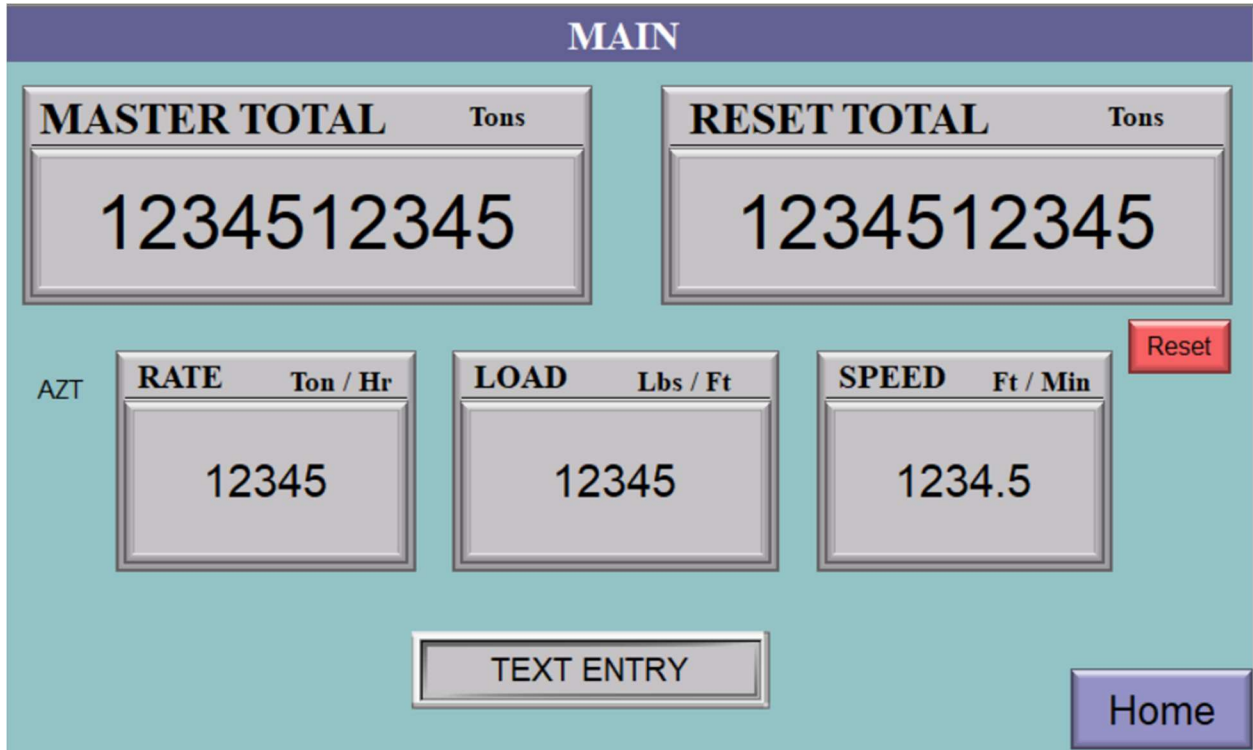 MAIN
MASTER TOTAL Tons
1234512345
RESET TOTAL Tons
1234512345
Reset
AZT
RATE Ton / Hr
12345
LOAD Lbs / Ft
12345
SPEED Ft / Min
1234.5
TEXT ENTRY
Home